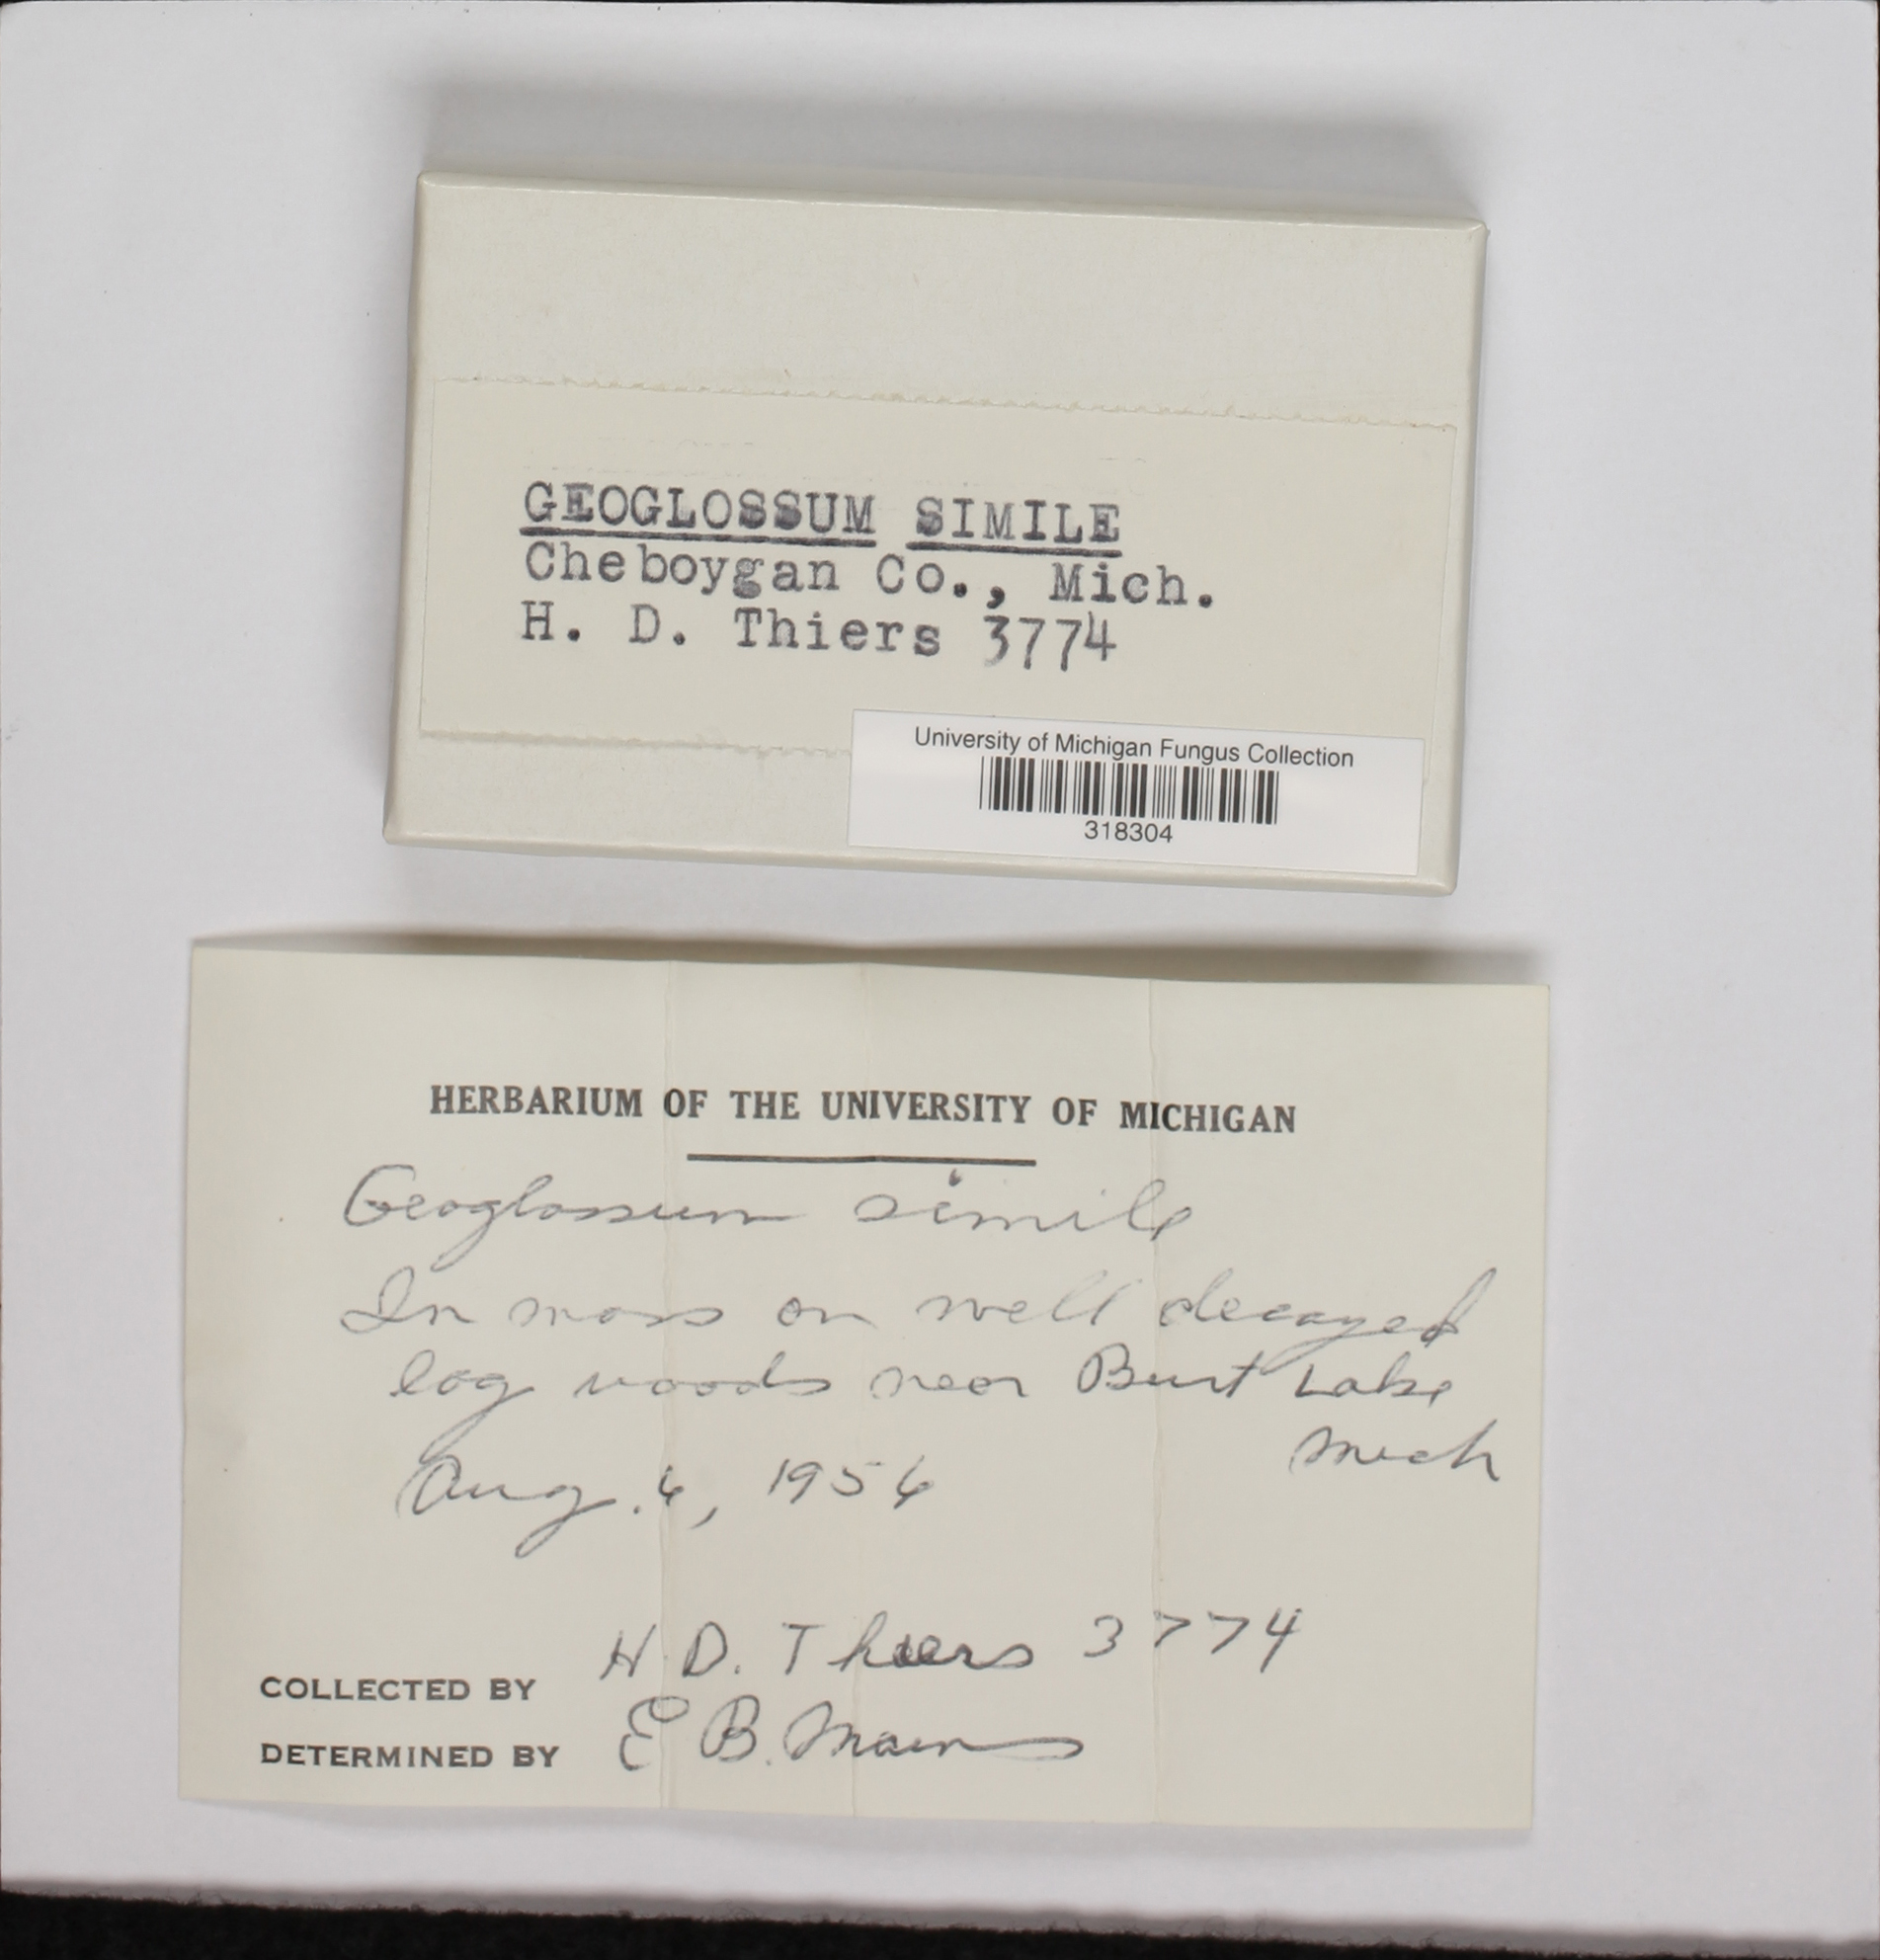 GEOGLOSSUM SIMILE
Cheboygan Co., Mich.
H. D. Thiers 3774
University of Michigan Fungus Collection
318304
HERBARIUM OF THE UNIVERSITY OF MICHIGAN
Geoglossum simile
In moss on well decayed
log woods near Burt Lake
Mich
Aug. 6, 1956
COLLECTED BY H. D. Thiers 3774
DETERMINED BY E B. Mains